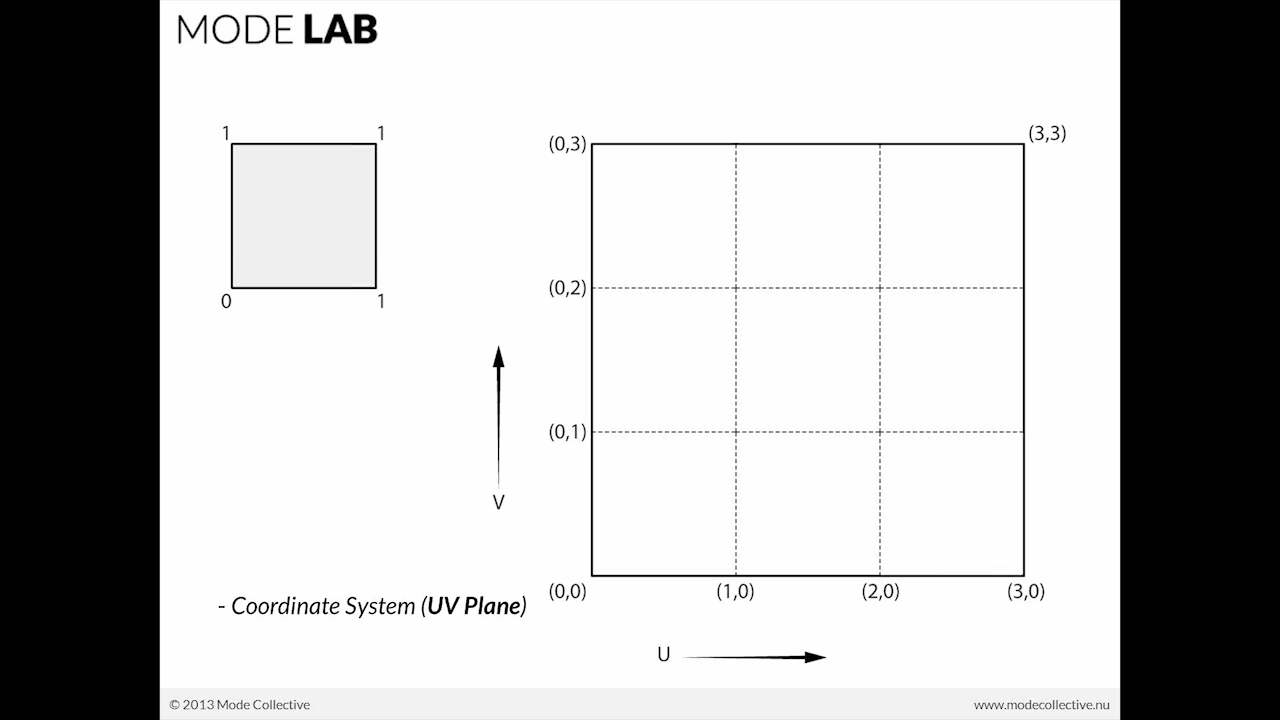 MODE LAB
1 1
(0,3) (3,3)
(0,2)
0 1
(0,1)
V
(0,0) (1,0) (2,0) (3,0)
- Coordinate System (UV Plane)
U
© 2013 Mode Collective www.modecollective.nu